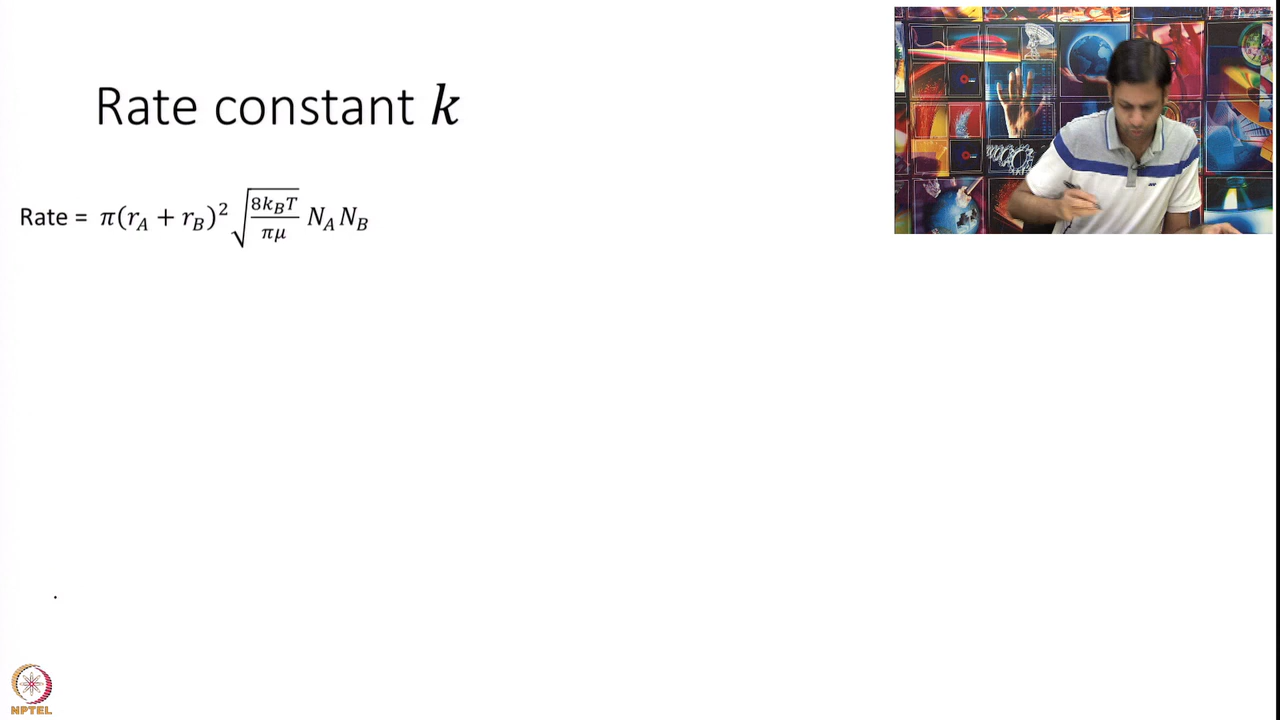 Rate constant k
Rate = π(r_A + r_B)² √(8k_BT/πμ) N_A N_B
NPTEL